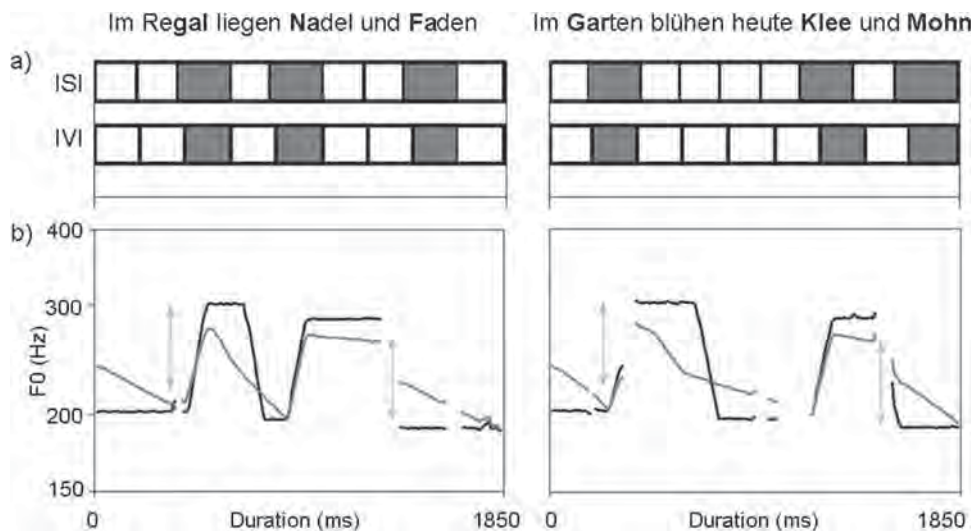 Im Regal liegen Nadel und Faden
Im Garten blühen heute Klee und Mohn
a)
ISI
IVI
b)
400
300
200
150
F0 (Hz)
0 Duration (ms) 1850
0 Duration (ms) 1850